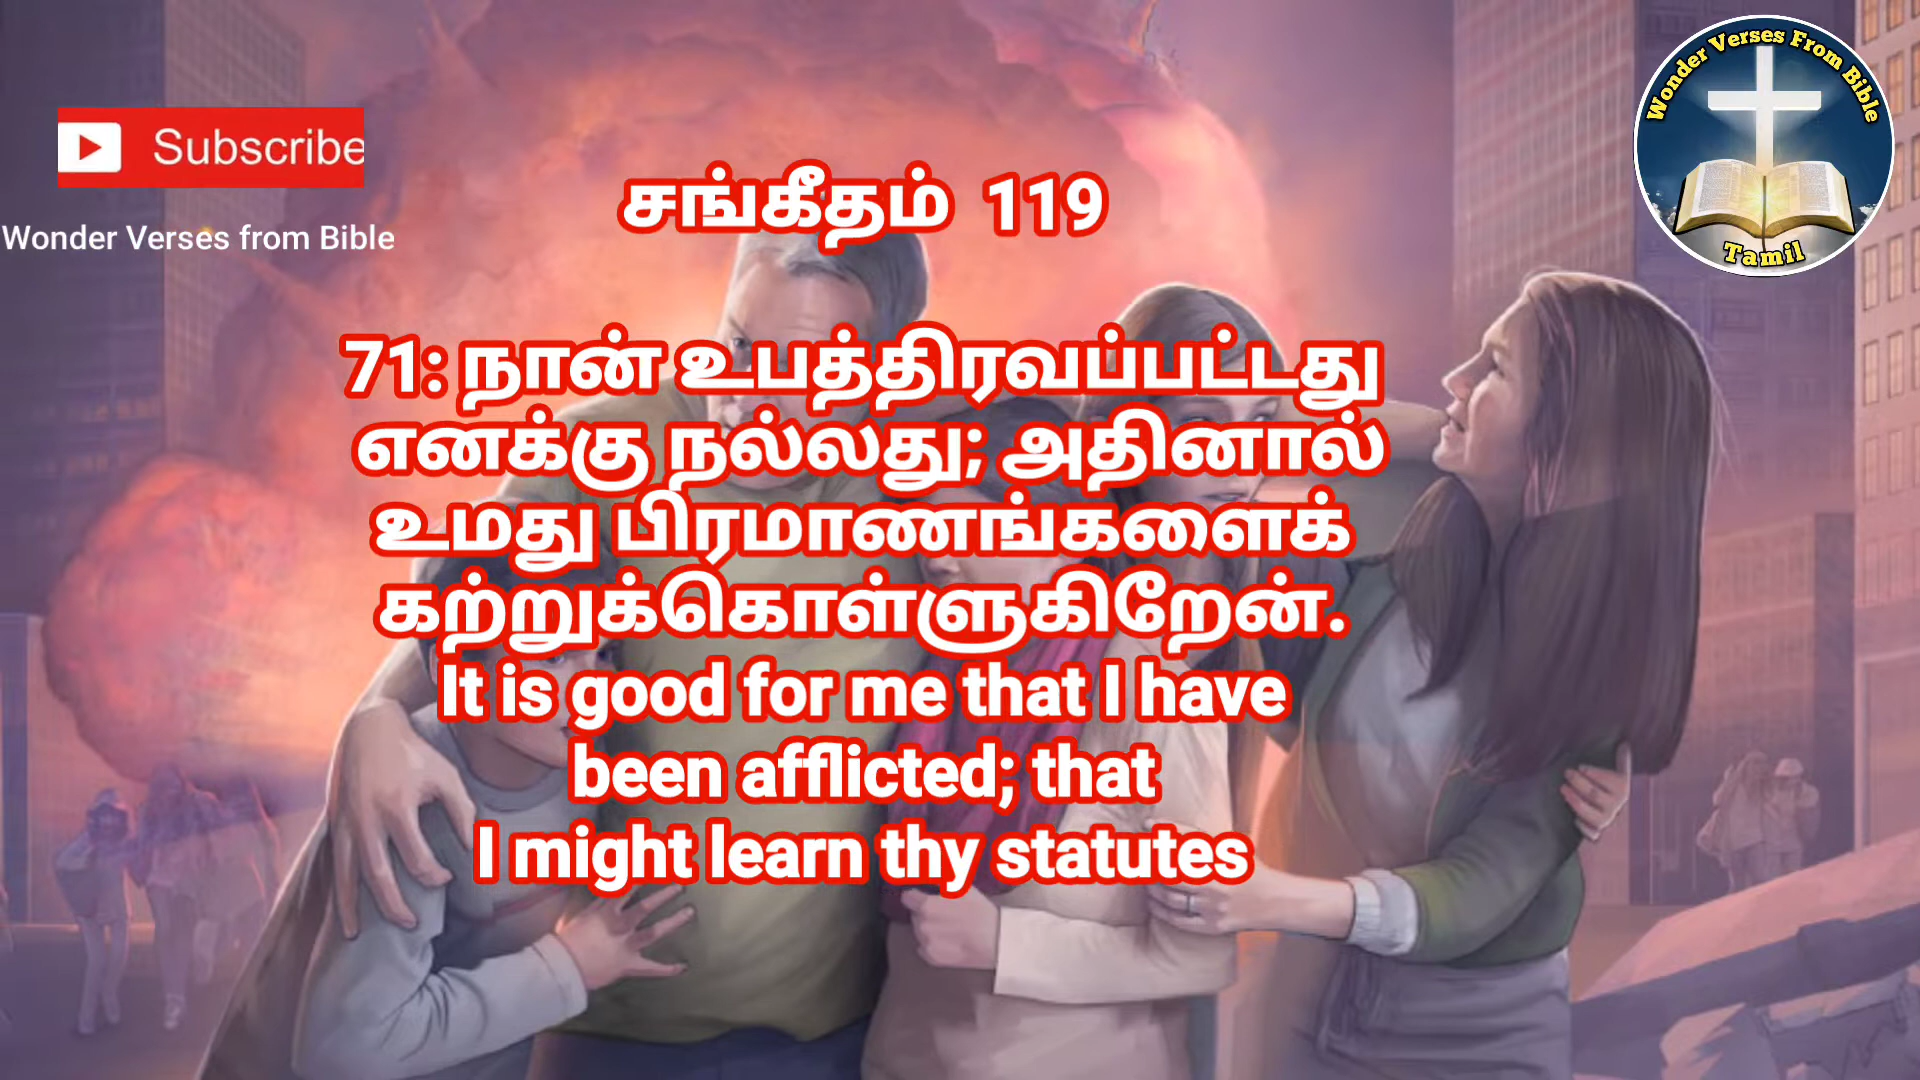 Subscribe
Wonder Verses from Bible
Wonder Verses From Bible
Tamil
சங்கீதம் 119
71: நான் உபத்திரவப்பட்டது
எனக்கு நல்லது; அதினால்
உமது பிரமாணங்களைக்
கற்றுக்கொள்ளுகிறேன்.
It is good for me that I have
been afflicted; that
I might learn thy statutes